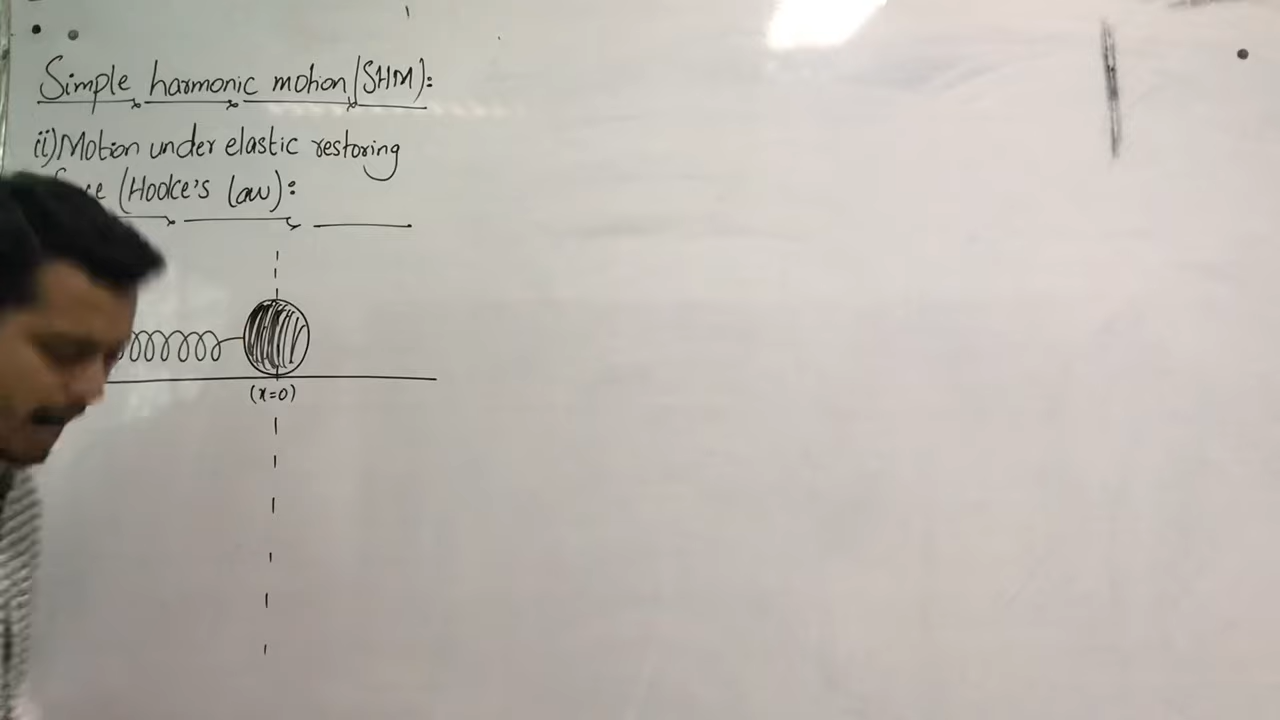 Simple harmonic motion (SHM):
ii) Motion under elastic restoring
(Hooke's law):
(x=0)